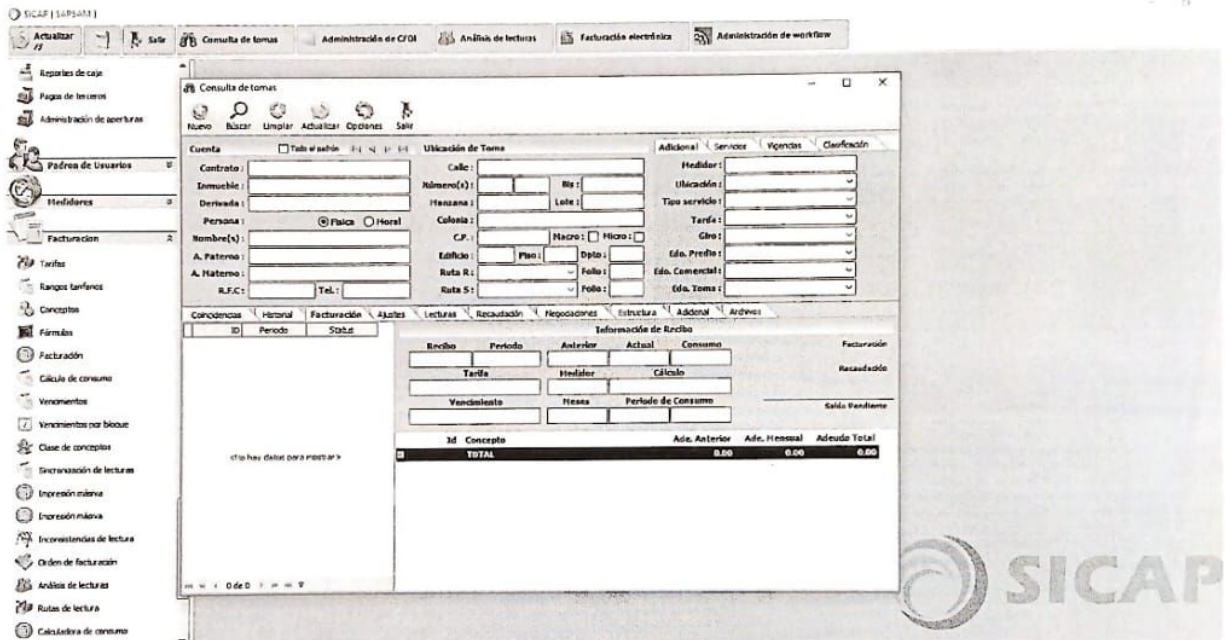 SICAP [ SAPSAM ]
Actualizar F5 Salir Consulta de tomas Administración de CFDI Análisis de lecturas Facturación electrónica Administración de workflow
Reportes de caja
Pagos de terceros
Administración de aperturas
Padron de Usuarios
Medidores
Facturacion
Tarifas
Rangos tarifarios
Conceptos
Fórmulas
Facturación
Cálculo de consumo
Vencimientos
Vencimientos por bloque
Clase de conceptos
Sincronización de lecturas
Impresión másiva
Impresión másiva
Inconsistencias de lectura
Orden de facturación
Análisis de lecturas
Rutas de lectura
Calculadora de consumo
Consulta de tomas
Nuevo Búscar Limpiar Actualizar Opciones Salir
Cuenta Todo el padrón Ubicación de Toma Adicional Servicios Vigencias Clasificación
Contrato : Calle : Medidor :
Inmueble : Número(s) : Bis : Ubicación :
Derivada : Manzana : Lote : Tipo servicio :
Persona : Física Moral Colonia : Tarifa :
Nombre(s) : C.P. : Macro : Micro : Giro :
A. Paterno : Edificio : Piso : Dpto : Edo. Predio :
A. Materno : Ruta R : Folio : Edo. Comercial :
R.F.C : Tel. : Ruta S : Folio : Edo. Toma :
Coincidencias Historial Facturación Ajustes Lecturas Recaudación Negociaciones Estructura Adicional Archivos
ID Periodo Status Información de Recibo
Recibo Periodo Anterior Actual Consumo Facturación
Tarifa Medidor Cálculo Recaudación
Vencimiento Meses Periodo de Consumo Saldo Pendiente
Id Concepto Ade. Anterior Ade. Mensual Adeudo Total
TOTAL 0.00 0.00 0.00
<No hay datos para mostrar>
0 de 0
SICAP